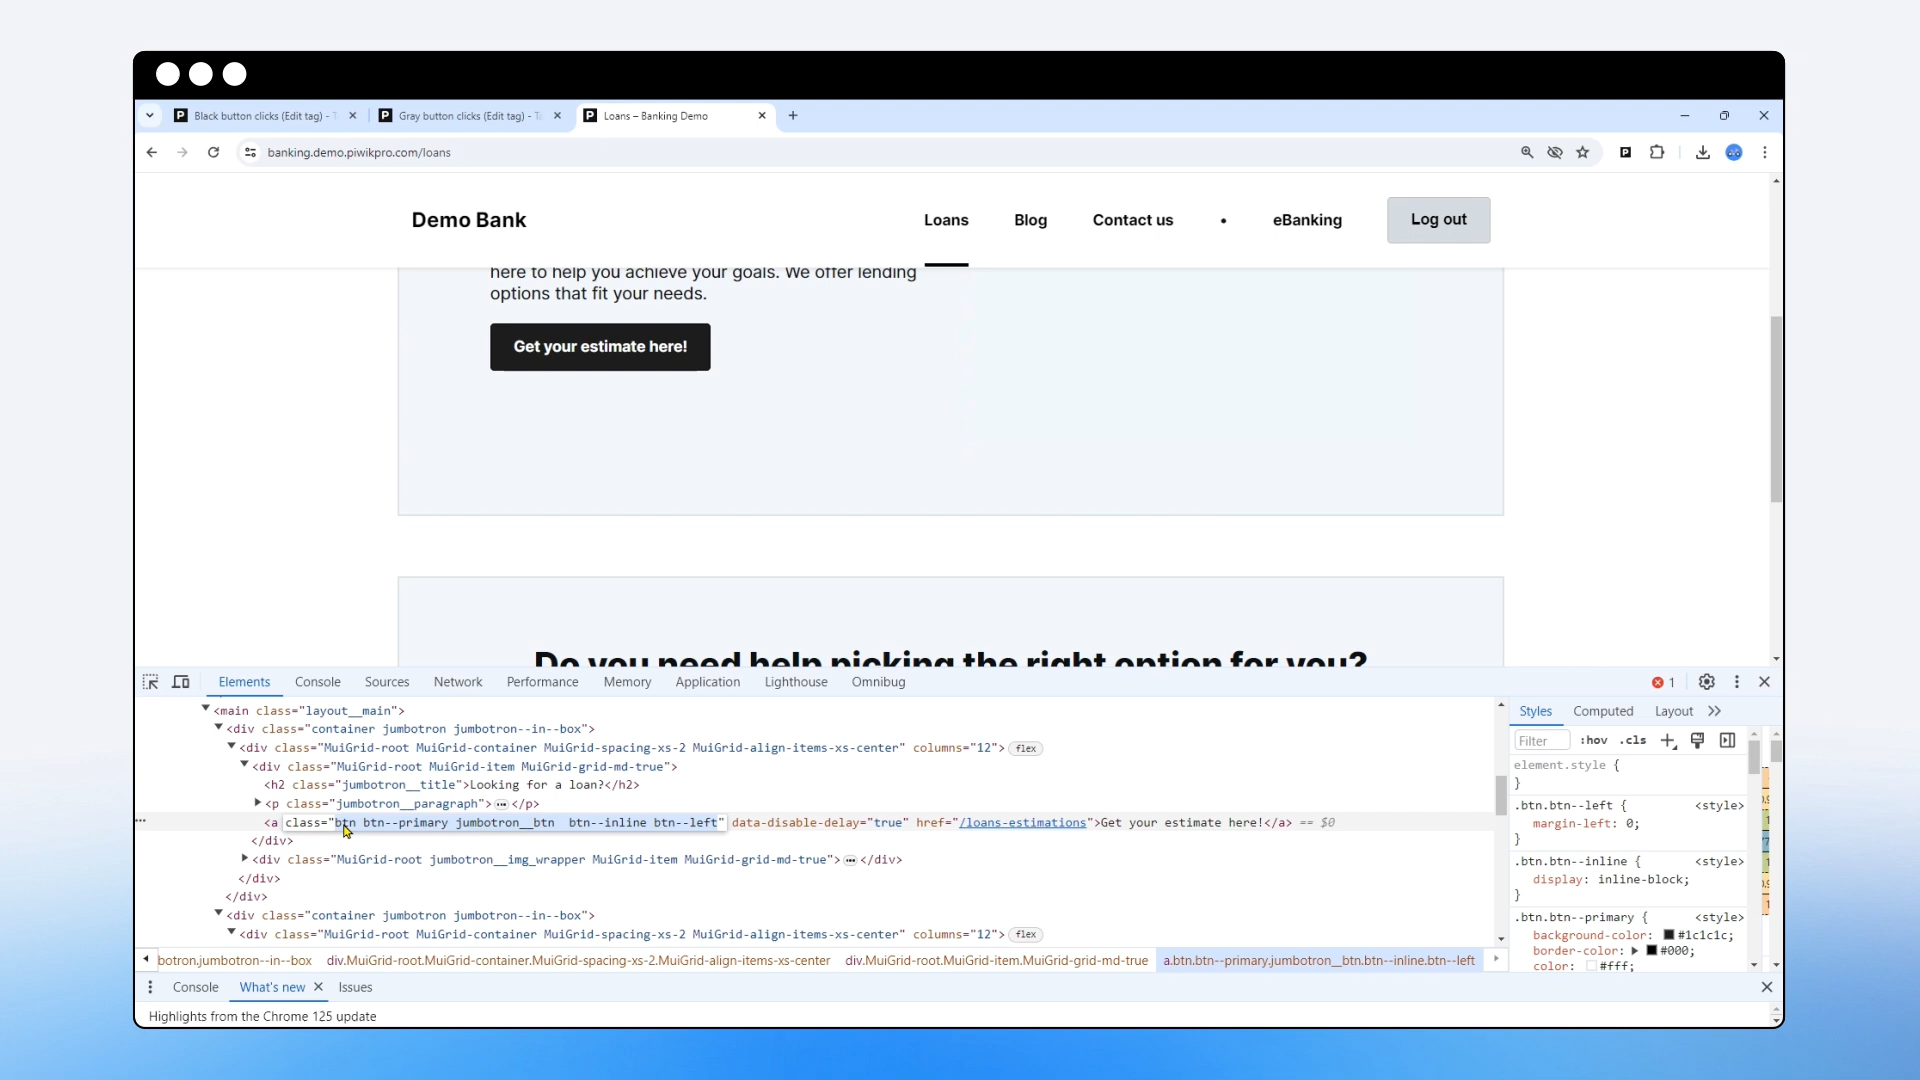 Black button clicks (Edit tag) - T
Gray button clicks (Edit tag) - Ta
Loans – Banking Demo
banking.demo.piwikpro.com/loans
Demo Bank
Loans
Blog
Contact us
•
eBanking
Log out
here to help you achieve your goals. We offer lending
options that fit your needs.
Get your estimate here!
Do you need help picking the right option for you?
Elements
Console
Sources
Network
Performance
Memory
Application
Lighthouse
Omnibug
1
<main class="layout__main">
<div class="container jumbotron jumbotron--in--box">
<div class="MuiGrid-root MuiGrid-container MuiGrid-spacing-xs-2 MuiGrid-align-items-xs-center" columns="12"> flex
<div class="MuiGrid-root MuiGrid-item MuiGrid-grid-md-true">
<h2 class="jumbotron__title">Looking for a loan?</h2>
<p class="jumbotron__paragraph"> … </p>
<a class="btn btn--primary jumbotron__btn  btn--inline btn--left" data-disable-delay="true" href="/loans-estimations">Get your estimate here!</a> == $0
</div>
<div class="MuiGrid-root jumbotron__img_wrapper MuiGrid-item MuiGrid-grid-md-true"> … </div>
</div>
</div>
<div class="container jumbotron jumbotron--in--box">
<div class="MuiGrid-root MuiGrid-container MuiGrid-spacing-xs-2 MuiGrid-align-items-xs-center" columns="12"> flex
botron.jumbotron--in--box
div.MuiGrid-root.MuiGrid-container.MuiGrid-spacing-xs-2.MuiGrid-align-items-xs-center
div.MuiGrid-root.MuiGrid-item.MuiGrid-grid-md-true
a.btn.btn--primary.jumbotron__btn.btn--inline.btn--left
Styles
Computed
Layout
Filter
:hov
.cls
element.style {
}
.btn.btn--left { <style>
margin-left: 0;
}
.btn.btn--inline { <style>
display: inline-block;
}
.btn.btn--primary { <style>
background-color: #1c1c1c;
border-color: #000;
color: #fff;
Console
What's new
Issues
Highlights from the Chrome 125 update